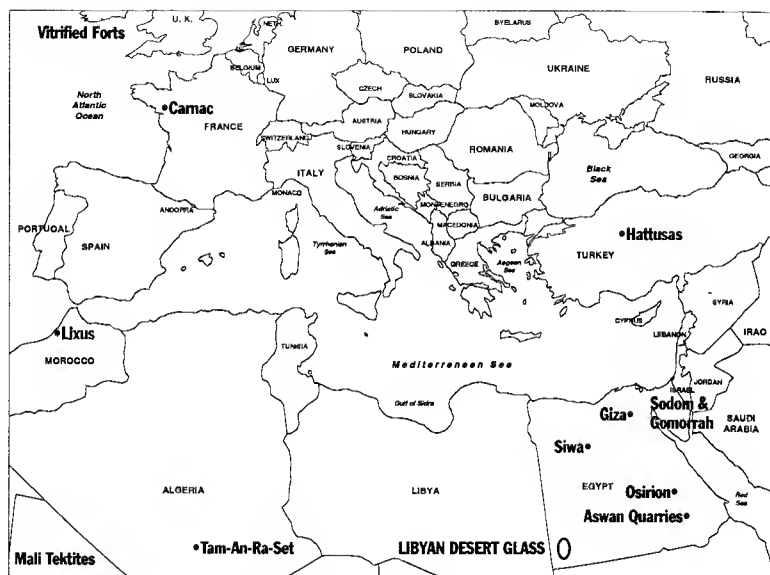 U. K.
NETH.
BYELARUS
Vitrified Forts
GERMANY
POLAND
BELGIUM
UKRAINE
RUSSIA
LUX
CZECH
SLOVAKIA
North
Atlantic
Ocean
•Carnac
FRANCE
AUSTRIA
MOLDOVA
HUNGARY
SWITZERLAND
SLOVENIA
ROMANIA
CROATIA
GEORGIA
ITALY
BOSNIA
SERBIA
Black
Sea
MONACO
BULGARIA
ANDORRA
Adriatic
Sea
MONTENEGRO
MACEDONIA
PORTUGAL
SPAIN
Tyrrhenian
Sea
ALBANIA
GREECE
Aegean
Sea
•Hattusas
TURKEY
SYRIA
CYPRUS
LEBANON
IRAQ
•Lixus
MOROCCO
TUNISIA
Mediterranean Sea
ISRAEL
JORDAN
Gulf of Sidra
Giza•
Sodom &
Gomorrah
SAUDI
ARABIA
Siwa•
ALGERIA
LIBYA
EGYPT
Osirion•
Red
Sea
Aswan Quarries•
Mali Tektites
•Tam-An-Ra-Set
LIBYAN DESERT GLASS